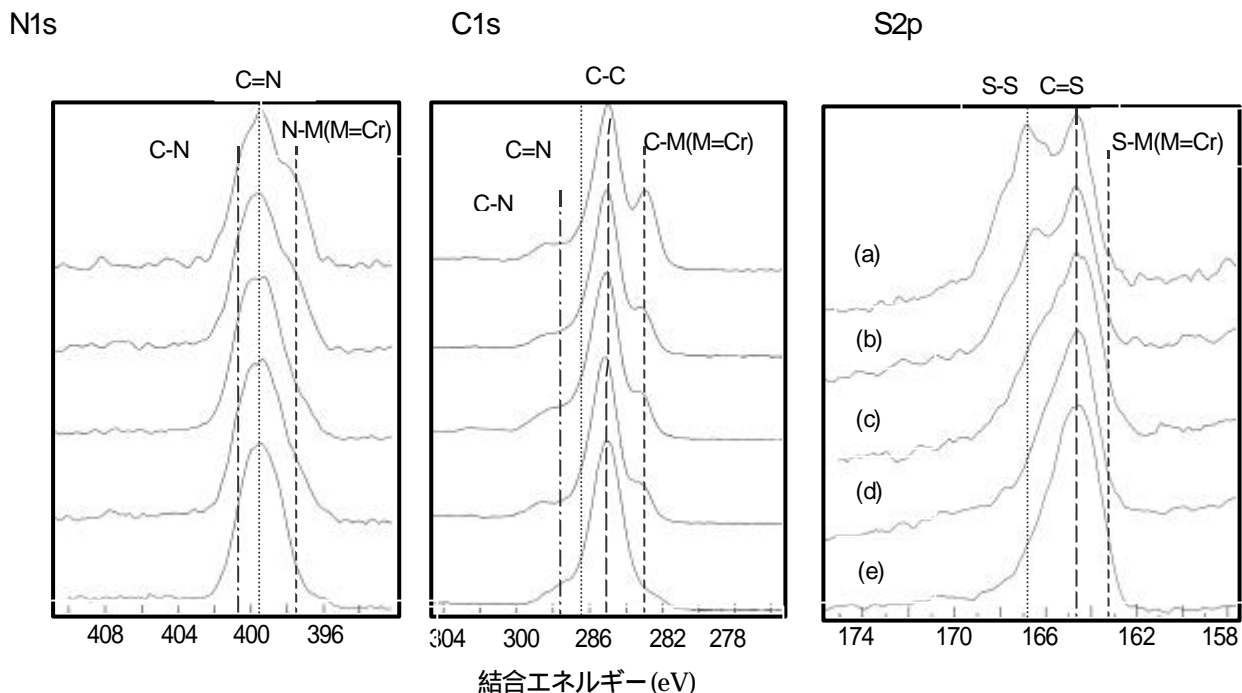 N1s
C=N
C-N
N-M(M=Cr)
408 404 400 396
C1s
C-C
C=N
C-M(M=Cr)
C-N
304 300 286 282 278
S2p
S-S C=S
S-M(M=Cr)
(a)
(b)
(c)
(d)
(e)
174 170 166 162 158
結合エネルギー(eV)